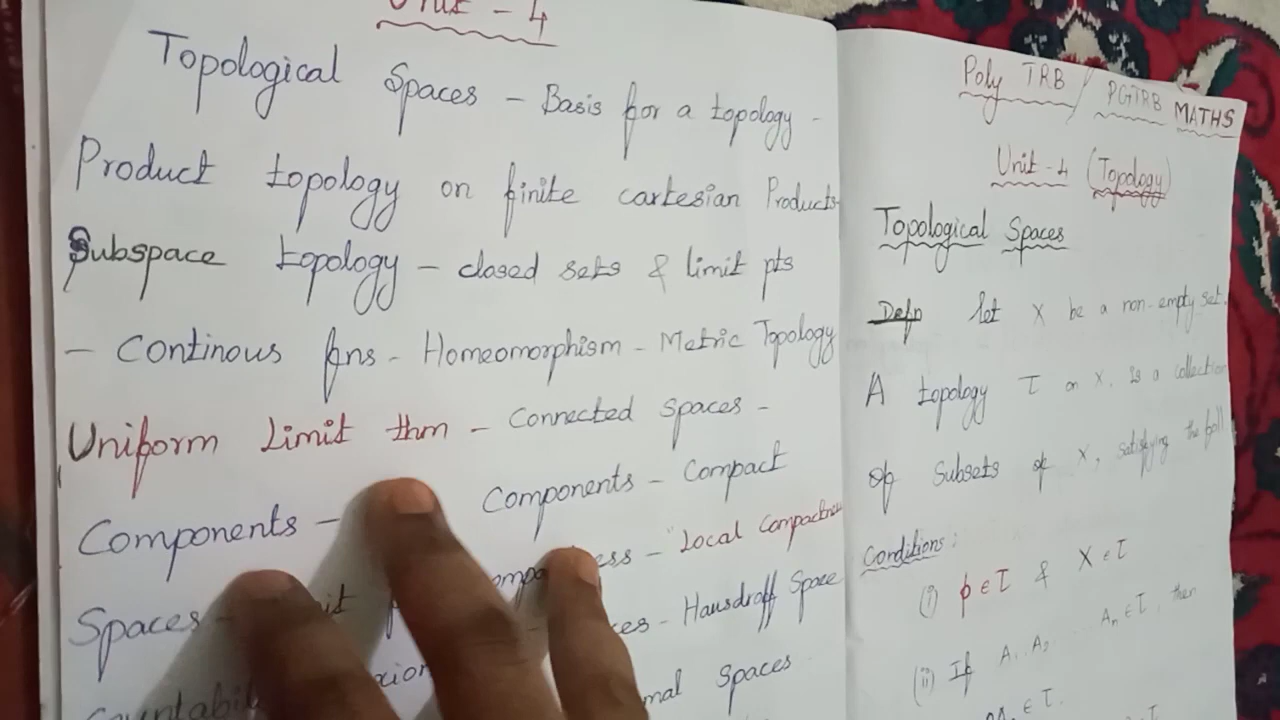 Unit - 4
Topological Spaces - Basis for a topology -
Product topology on finite cartesian Products-
Subspace topology - closed sets & limit pts
- Continous fns - Homeomorphism - Metric Topology
Uniform Limit thm - Connected spaces -
Components - Components - Compact
Spaces - ess - Local Compactness
ces - Hausdroff Space
mal Spaces
Poly TRB / PGTRB MATHS
Unit - 4 (Topology)
Topological Spaces
Defn let X be a non-empty set.
A topology τ on X, is a collection
of Subsets of X, satisfying the foll
Conditions:
(i) ϕ ∈ τ & X ∈ τ
(ii) If A₁, A₂ ... Aₙ ∈ τ, then
∈ τ.